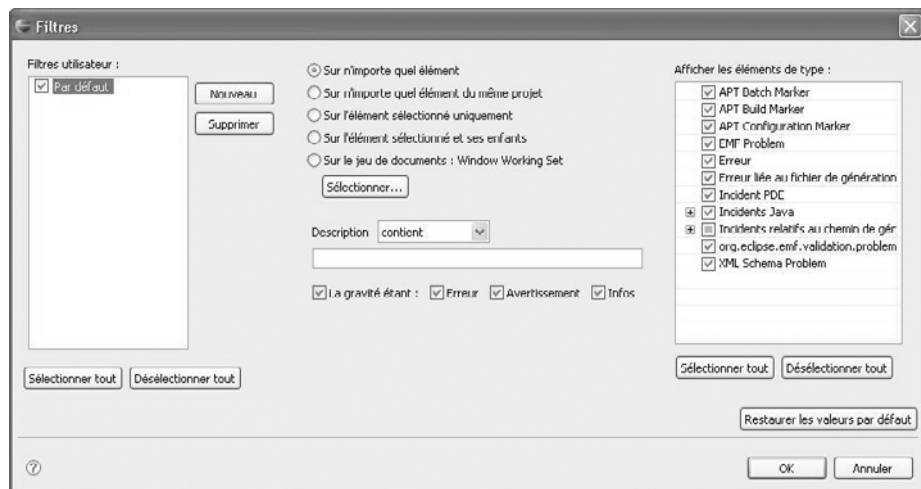 Filtres
Filtres utilisateur :
Par défaut
Nouveau
Supprimer
Sélectionner tout
Désélectionner tout
Sur n'importe quel élément
Sur n'importe quel élément du même projet
Sur l'élément sélectionné uniquement
Sur l'élément sélectionné et ses enfants
Sur le jeu de documents : Window Working Set
Sélectionner...
Description contient
La gravité étant : Erreur Avertissement Infos
Afficher les éléments de type :
APT Batch Marker
APT Build Marker
APT Configuration Marker
EMF Problem
Erreur
Erreur liée au fichier de génération
Incident PDE
Incidents Java
Incidents relatifs au chemin de gér
org.eclipse.emf.validation.problem
XML Schema Problem
Sélectionner tout
Désélectionner tout
Restaurer les valeurs par défaut
?
OK
Annuler